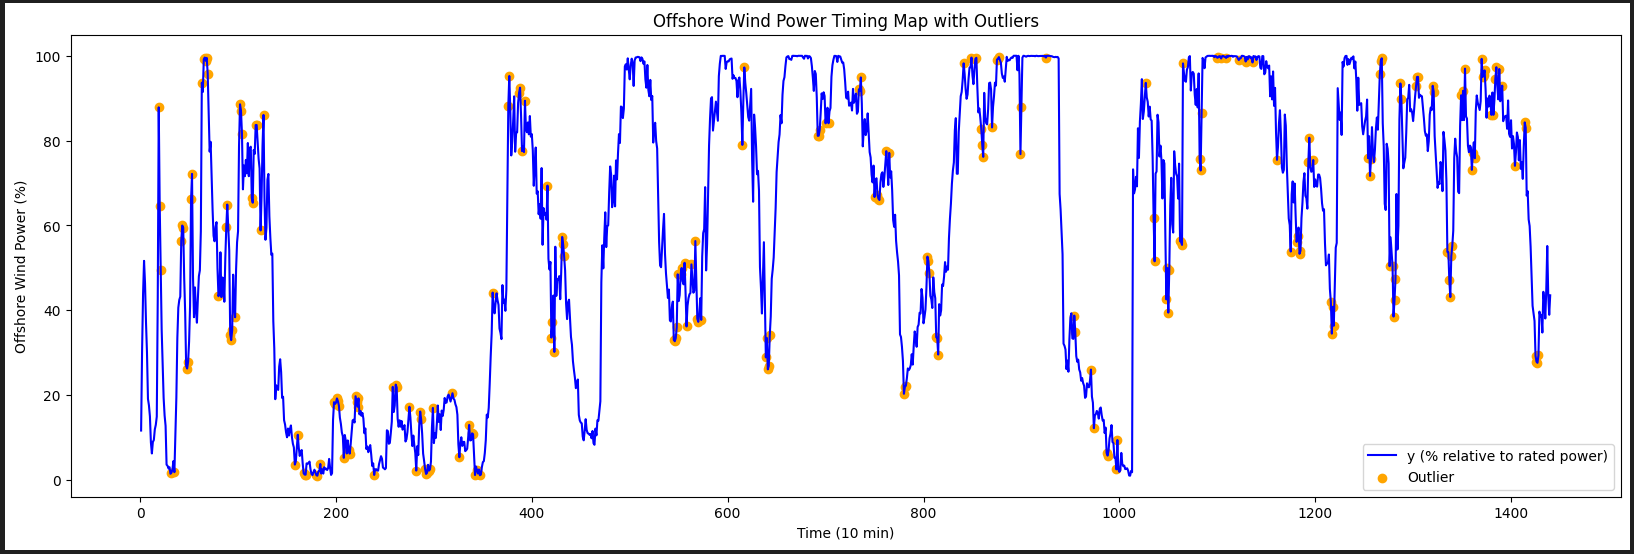 Offshore Wind Power Timing Map with Outliers
Offshore Wind Power (%)
100
80
60
40
20
0
0 200 400 600 800 1000 1200 1400
Time (10 min)
y (% relative to rated power)
Outlier